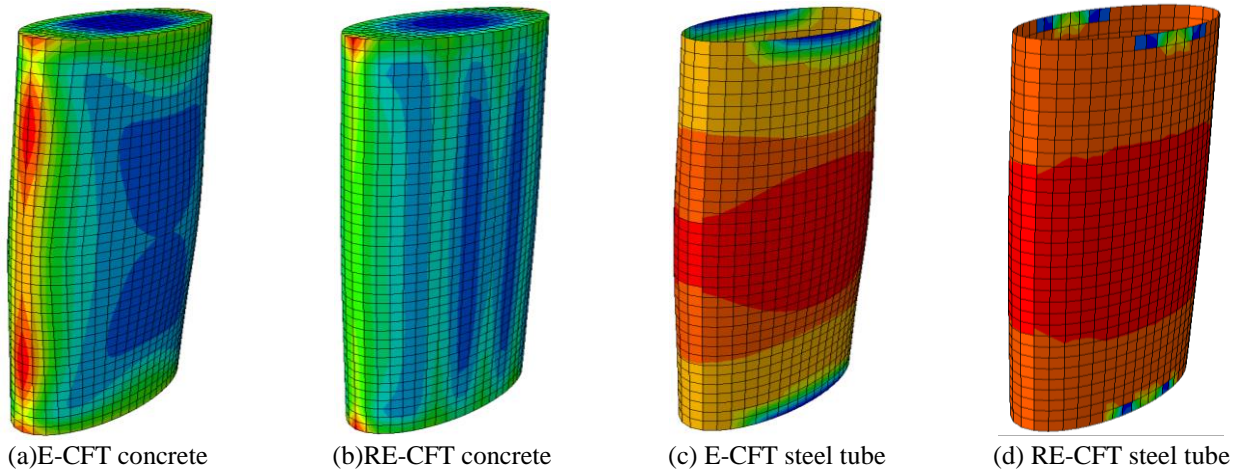 (a)E-CFT concrete
(b)RE-CFT concrete
(c) E-CFT steel tube
(d) RE-CFT steel tube